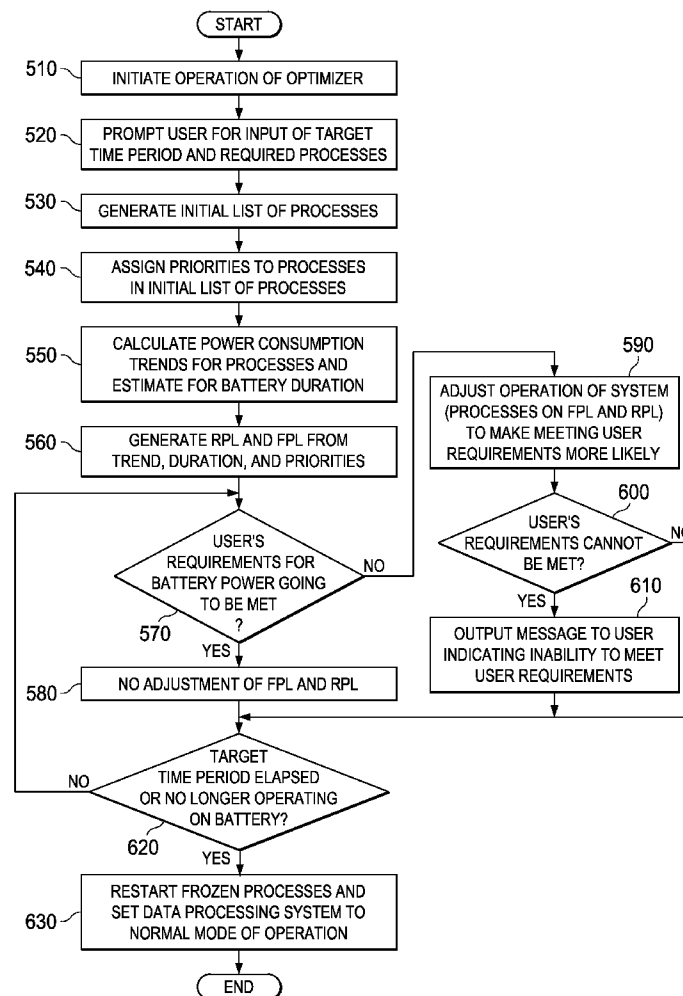 START
510
INITIATE OPERATION OF OPTIMIZER
520
PROMPT USER FOR INPUT OF TARGET
TIME PERIOD AND REQUIRED PROCESSES
530
GENERATE INITIAL LIST OF PROCESSES
540
ASSIGN PRIORITIES TO PROCESSES
IN INITIAL LIST OF PROCESSES
550
CALCULATE POWER CONSUMPTION
TRENDS FOR PROCESSES AND
ESTIMATE FOR BATTERY DURATION
560
GENERATE RPL AND FPL FROM
TREND, DURATION, AND PRIORITIES
USER'S
REQUIREMENTS FOR
BATTERY POWER GOING
TO BE MET
?
570
NO
YES
580
NO ADJUSTMENT OF FPL AND RPL
590
ADJUST OPERATION OF SYSTEM
(PROCESSES ON FPL AND RPL)
TO MAKE MEETING USER
REQUIREMENTS MORE LIKELY
600
USER'S
REQUIREMENTS CANNOT
BE MET?
NO
YES
610
OUTPUT MESSAGE TO USER
INDICATING INABILITY TO MEET
USER REQUIREMENTS
TARGET
TIME PERIOD ELAPSED
OR NO LONGER OPERATING
ON BATTERY?
NO
620
YES
630
RESTART FROZEN PROCESSES AND
SET DATA PROCESSING SYSTEM TO
NORMAL MODE OF OPERATION
END